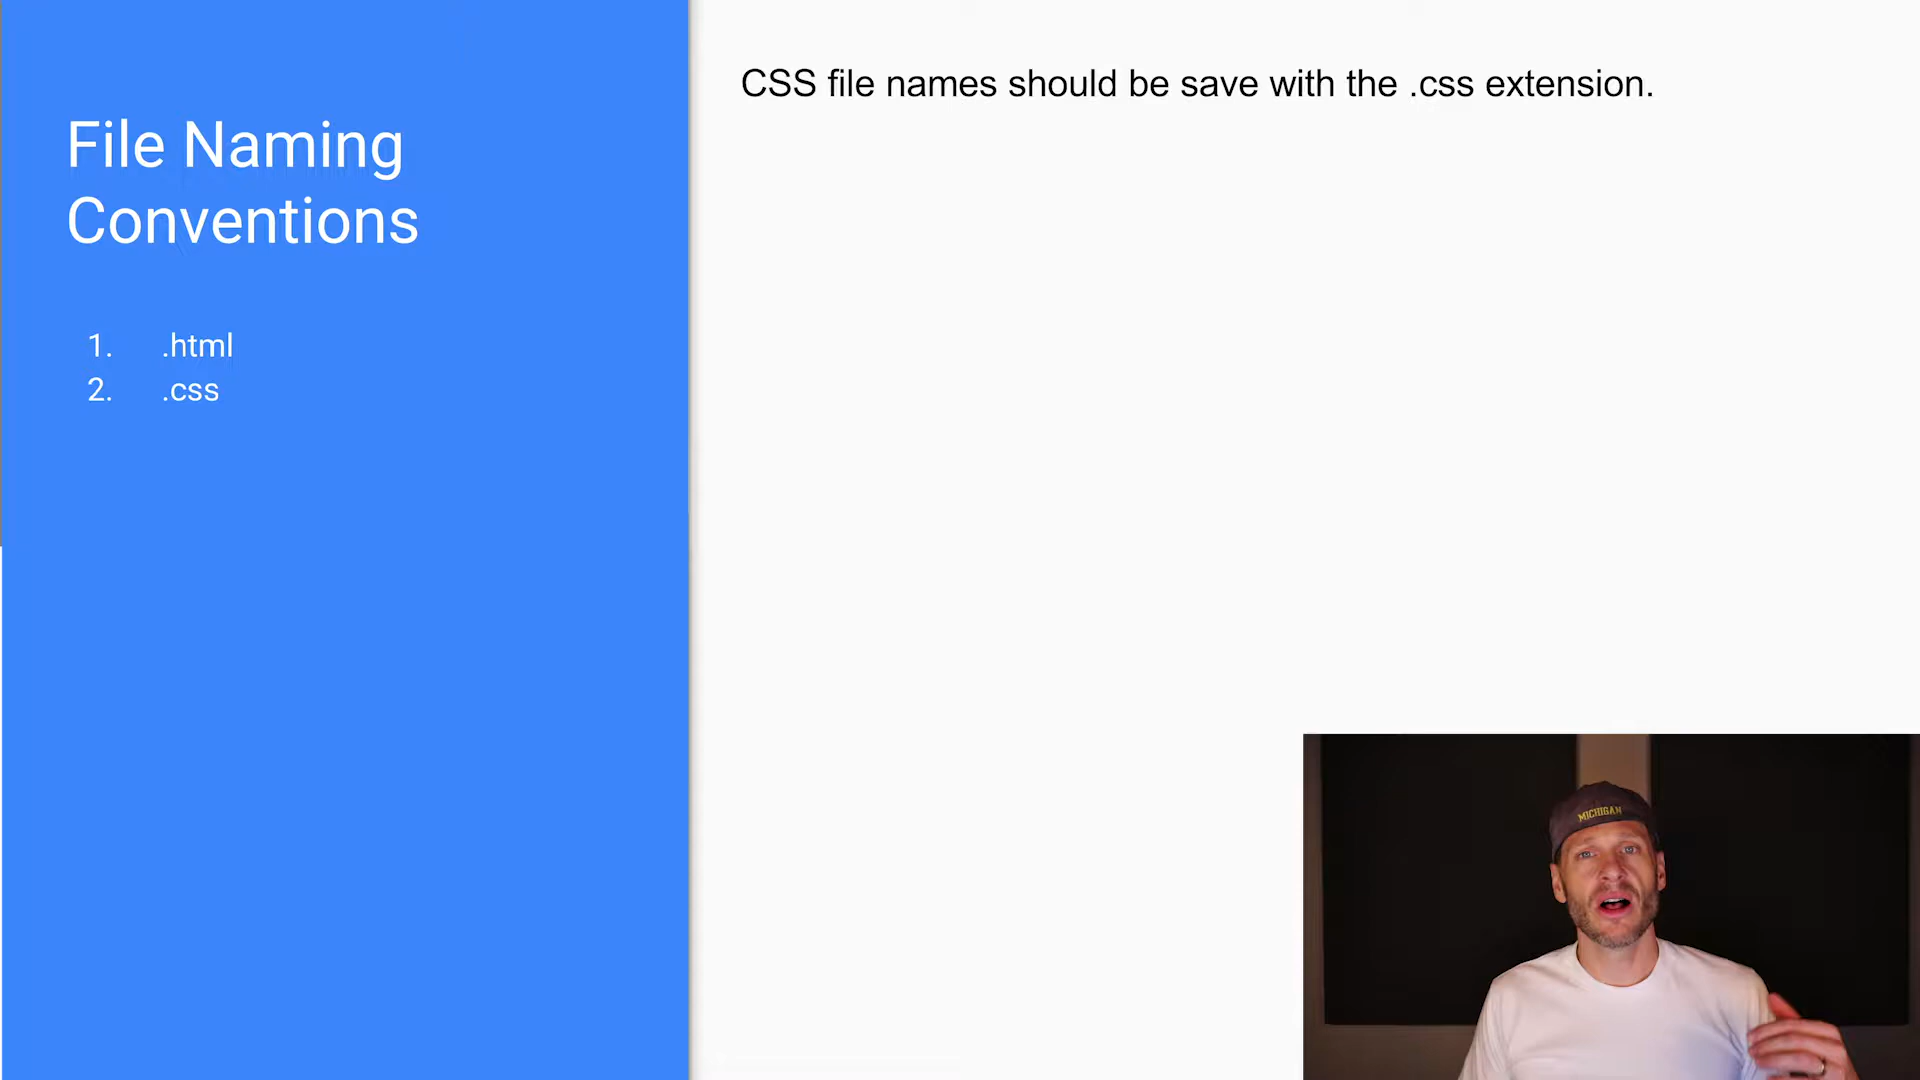 File Naming
Conventions
1. .html
2. .css
CSS file names should be save with the .css extension.
MICHIGAN